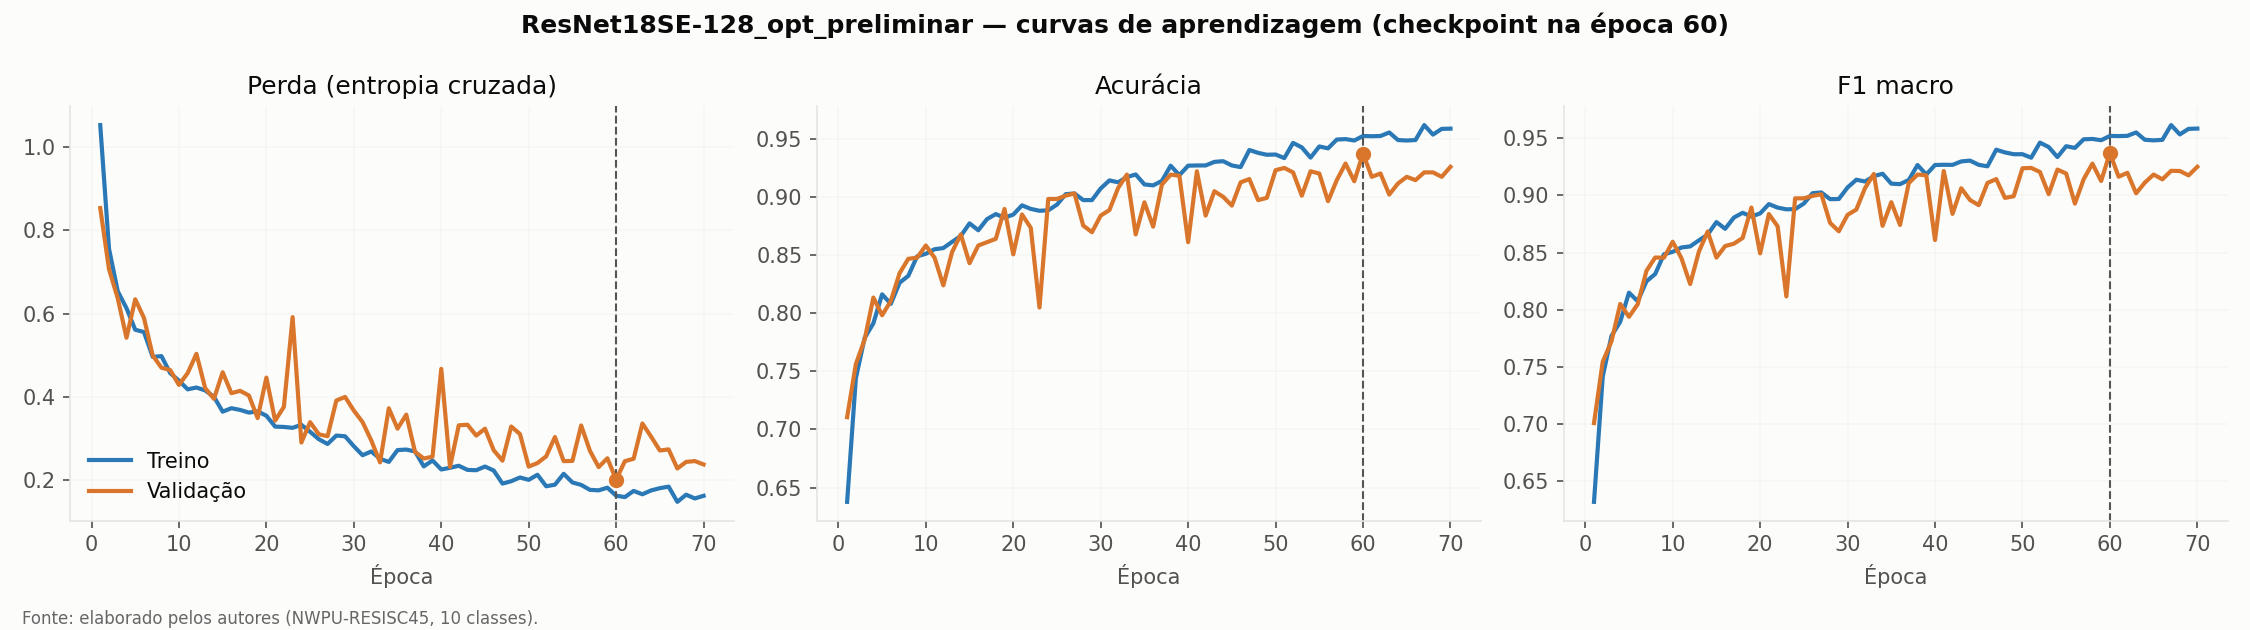 ResNet18SE-128_opt_preliminar — curvas de aprendizagem (checkpoint na época 60)
Perda (entropia cruzada)
1.0
0.8
0.6
0.4
0.2
Treino
Validação
0 10 20 30 40 50 60 70
Época
Acurácia
0.95
0.90
0.85
0.80
0.75
0.70
0.65
0 10 20 30 40 50 60 70
Época
F1 macro
0.95
0.90
0.85
0.80
0.75
0.70
0.65
0 10 20 30 40 50 60 70
Época
Fonte: elaborado pelos autores (NWPU-RESISC45, 10 classes).